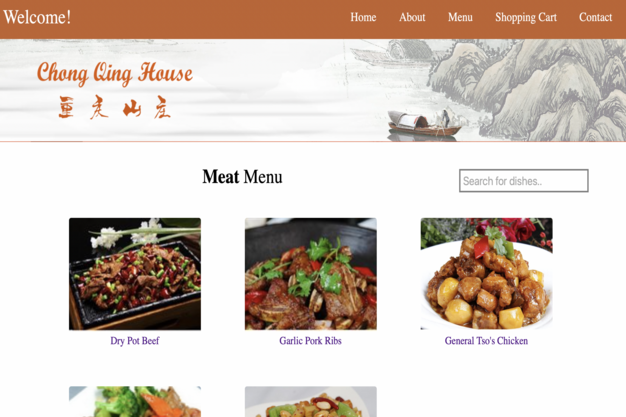 Welcome!
Home About Menu Shopping Cart Contact
Chong Qing House
重庆山庄
Meat Menu
Search for dishes..
Dry Pot Beef
Garlic Pork Ribs
General Tso's Chicken